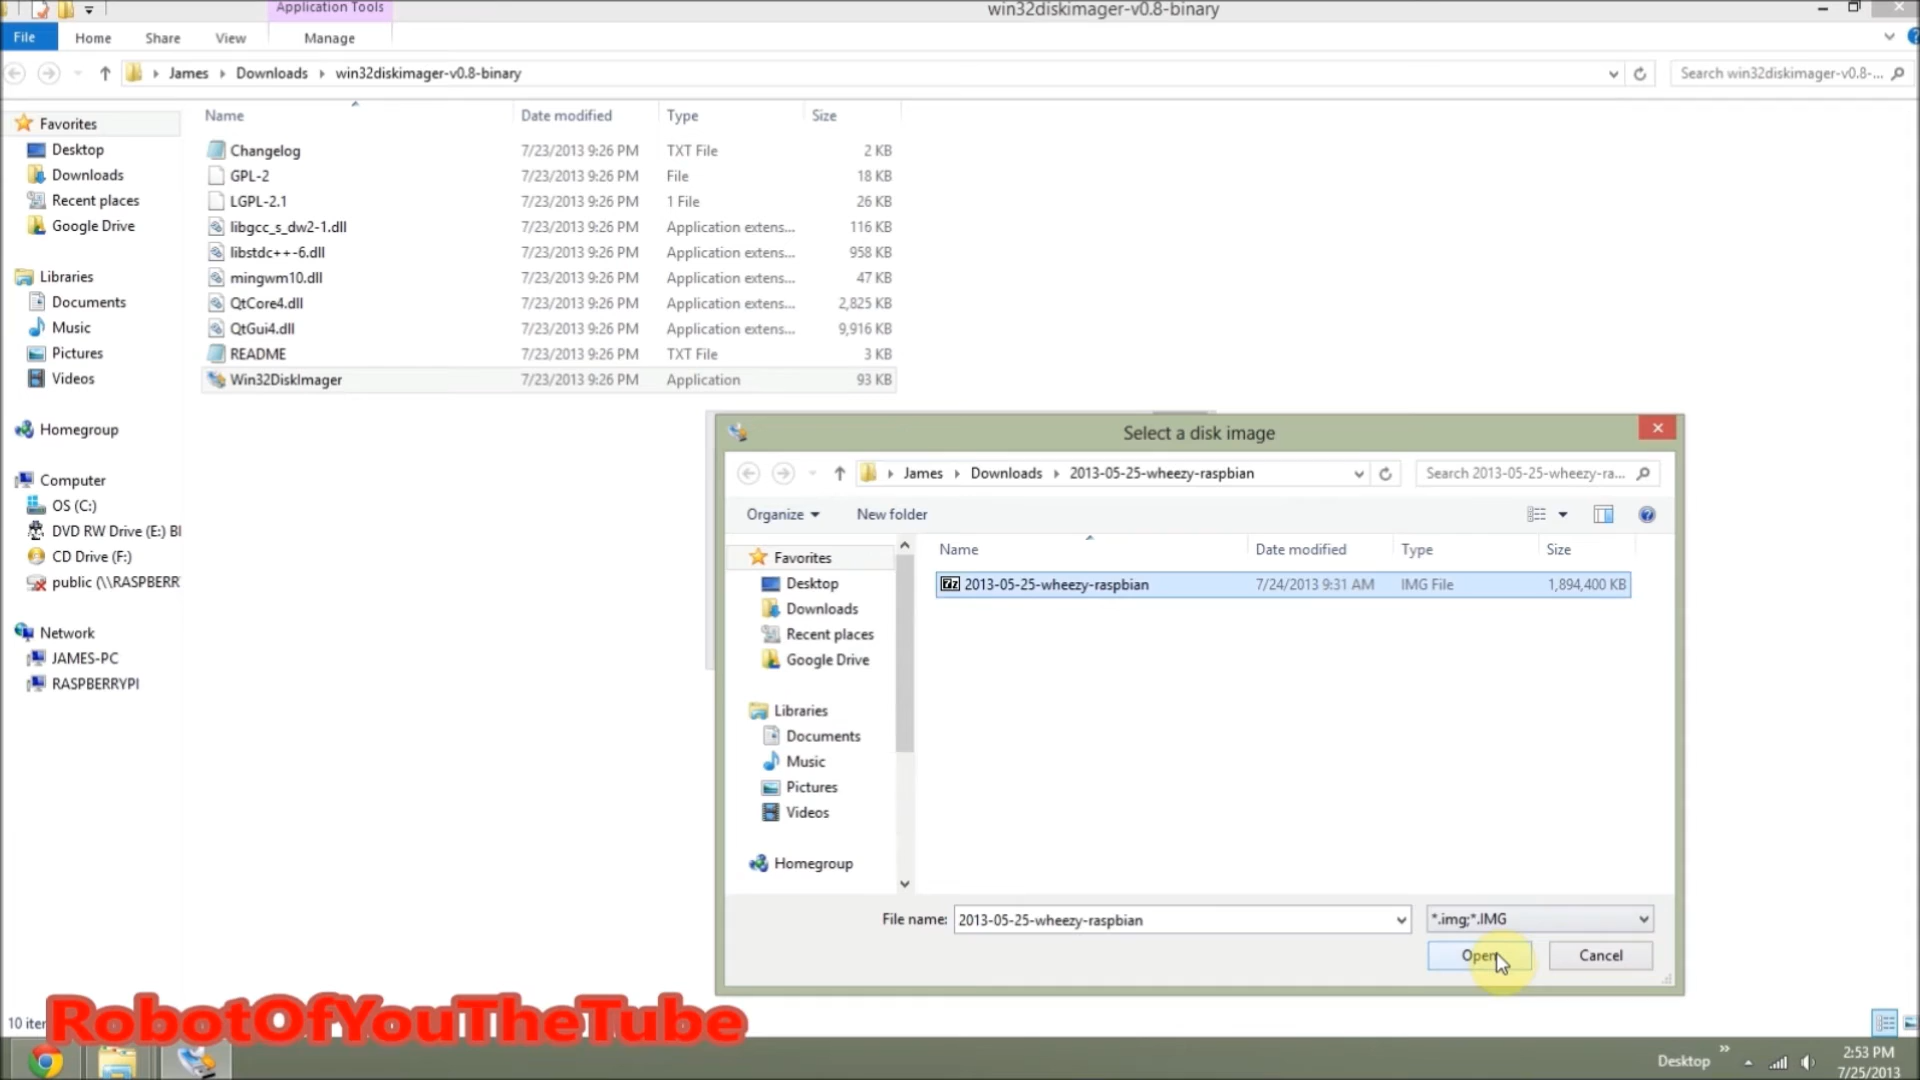 Application Tools
win32diskimager-v0.8-binary
File Home Share View Manage
James Downloads win32diskimager-v0.8-binary
Search win32diskimager-v0.8-...
Name Date modified Type Size
Changelog 7/23/2013 9:26 PM TXT File 2 KB
GPL-2 7/23/2013 9:26 PM File 18 KB
LGPL-2.1 7/23/2013 9:26 PM 1 File 26 KB
libgcc_s_dw2-1.dll 7/23/2013 9:26 PM Application extens... 116 KB
libstdc++-6.dll 7/23/2013 9:26 PM Application extens... 958 KB
mingwm10.dll 7/23/2013 9:26 PM Application extens... 47 KB
QtCore4.dll 7/23/2013 9:26 PM Application extens... 2,825 KB
QtGui4.dll 7/23/2013 9:26 PM Application extens... 9,916 KB
README 7/23/2013 9:26 PM TXT File 3 KB
Win32DiskImager 7/23/2013 9:26 PM Application 93 KB
Favorites
Desktop
Downloads
Recent places
Google Drive
Libraries
Documents
Music
Pictures
Videos
Homegroup
Computer
OS (C:)
DVD RW Drive (E:) Bl
CD Drive (F:)
public (\\RASPBERR
Network
JAMES-PC
RASPBERRYPI
Select a disk image
James Downloads 2013-05-25-wheezy-raspbian
Search 2013-05-25-wheezy-ra...
Organize New folder
Favorites
Desktop
Downloads
Recent places
Google Drive
Libraries
Documents
Music
Pictures
Videos
Homegroup
Name Date modified Type Size
7z 2013-05-25-wheezy-raspbian 7/24/2013 9:31 AM IMG File 1,894,400 KB
File name: 2013-05-25-wheezy-raspbian
*.img;*.IMG
Open Cancel
10 iter
RobotOfYouTheTube
Desktop
2:53 PM
7/25/2013